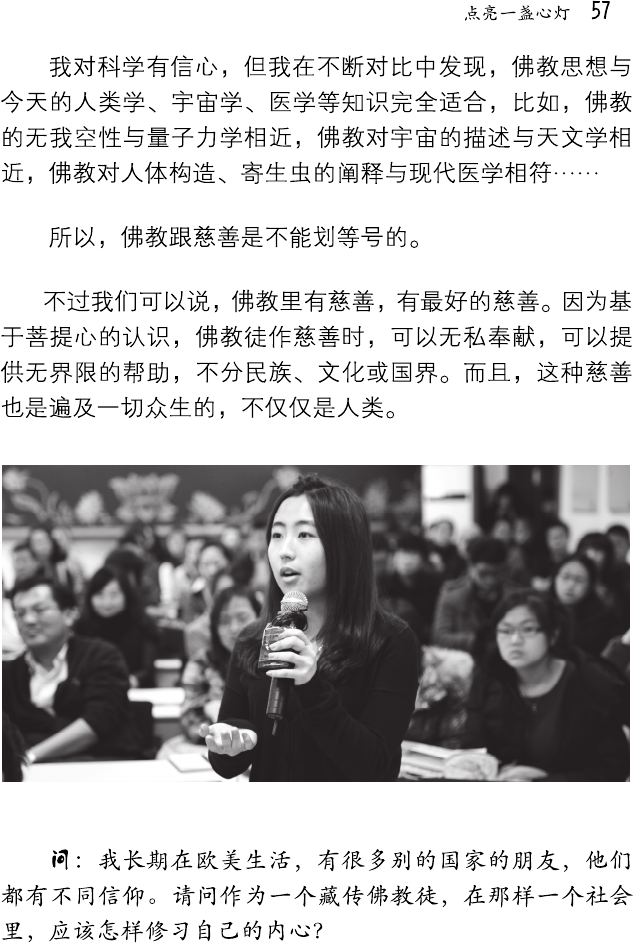 点亮一盏心灯 57
我对科学有信心，但我在不断对比中发现，佛教思想与
今天的人类学、宇宙学、医学等知识完全适合，比如，佛教
的无我空性与量子力学相近，佛教对宇宙的描述与天文学相
近，佛教对人体构造、寄生虫的阐释与现代医学相符……
所以，佛教跟慈善是不能划等号的。
不过我们可以说，佛教里有慈善，有最好的慈善。因为基
于菩提心的认识，佛教徒作慈善时，可以无私奉献，可以提
供无界限的帮助，不分民族、文化或国界。而且，这种慈善
也是遍及一切众生的，不仅仅是人类。
问：我长期在欧美生活，有很多别的国家的朋友，他们
都有不同信仰。请问作为一个藏传佛教徒，在那样一个社会
里，应该怎样修习自己的内心？